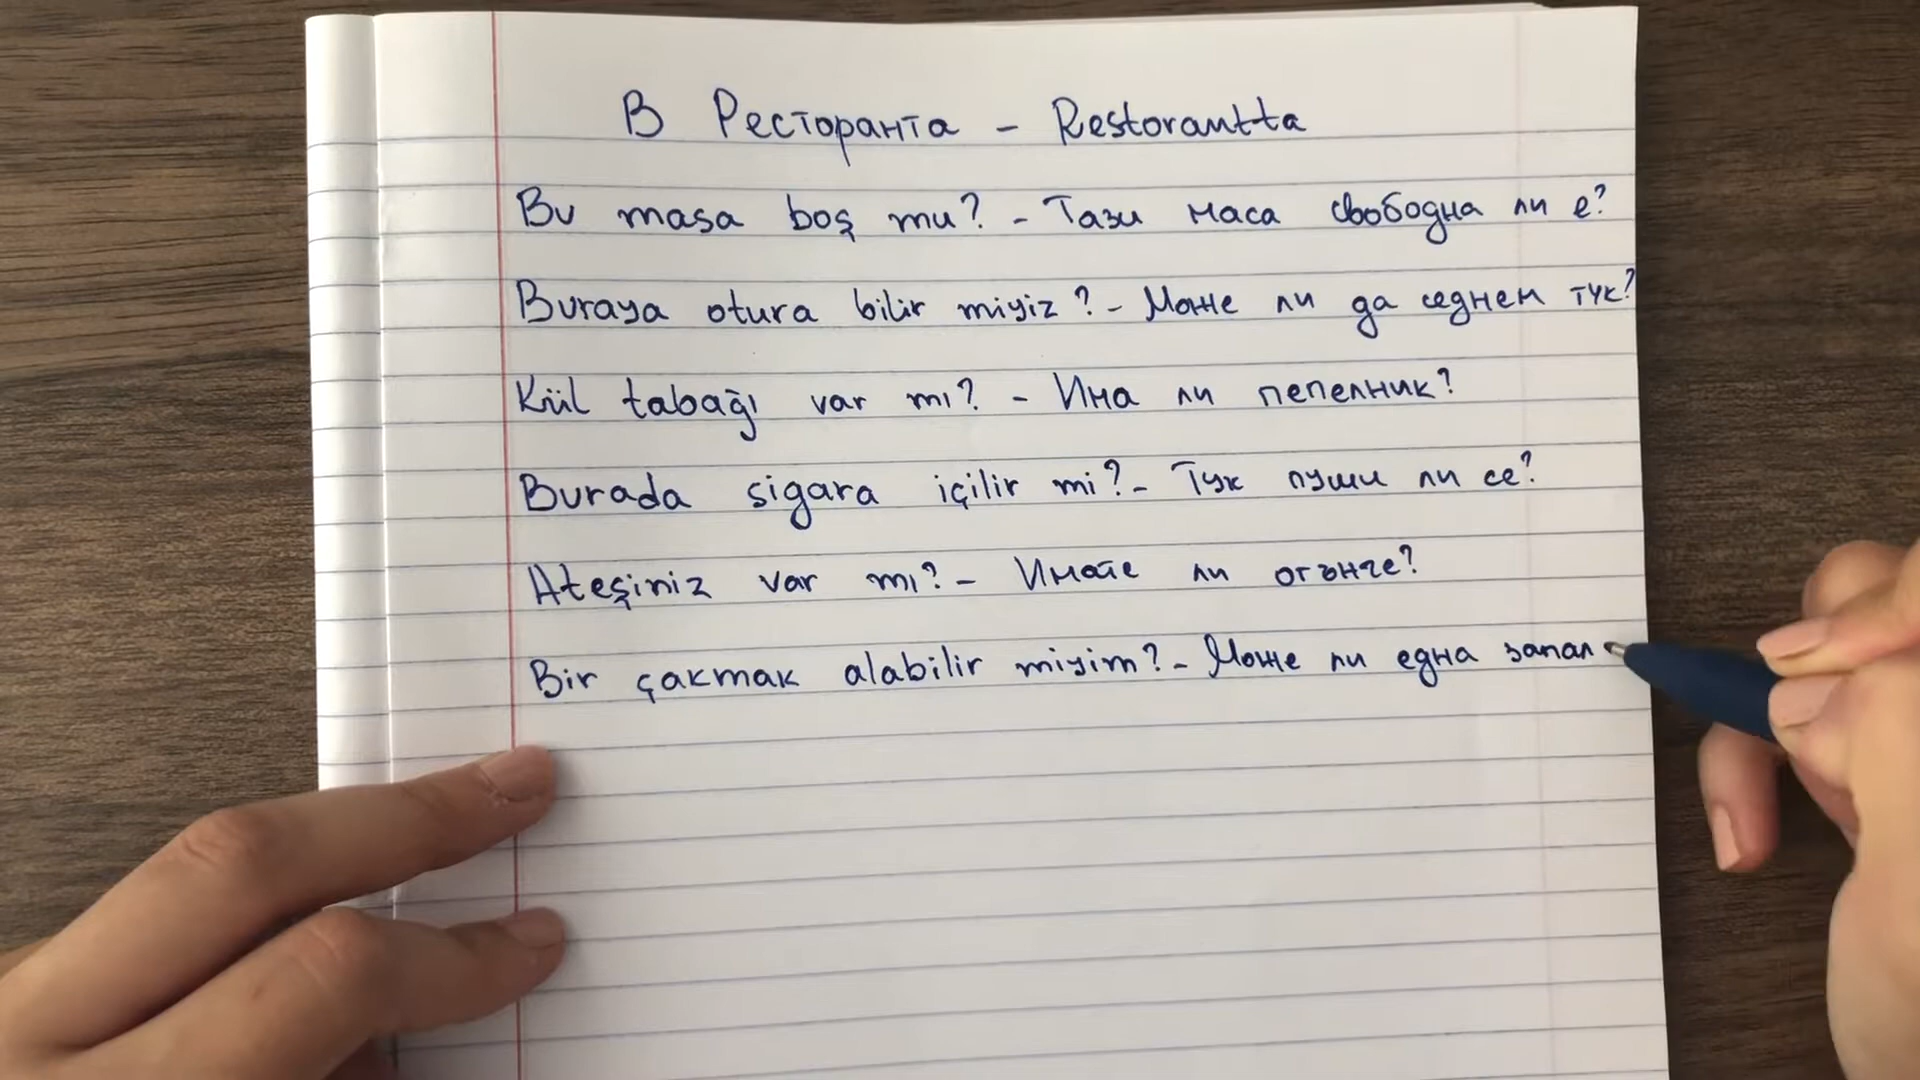 В Ресторанта - Restorantta
Bu masa boş mu? - Тази маса свободна ли е?
Buraya otura bilir miyiz? - Може ли да седнем тук?
Kül tabağı var mı? - Има ли пепелник?
Burada sigara içilir mi? - Тук пуши ли се?
Ateşiniz var mı? - Имате ли огънче?
Bir çakmak alabilir miyim? - Може ли една запал